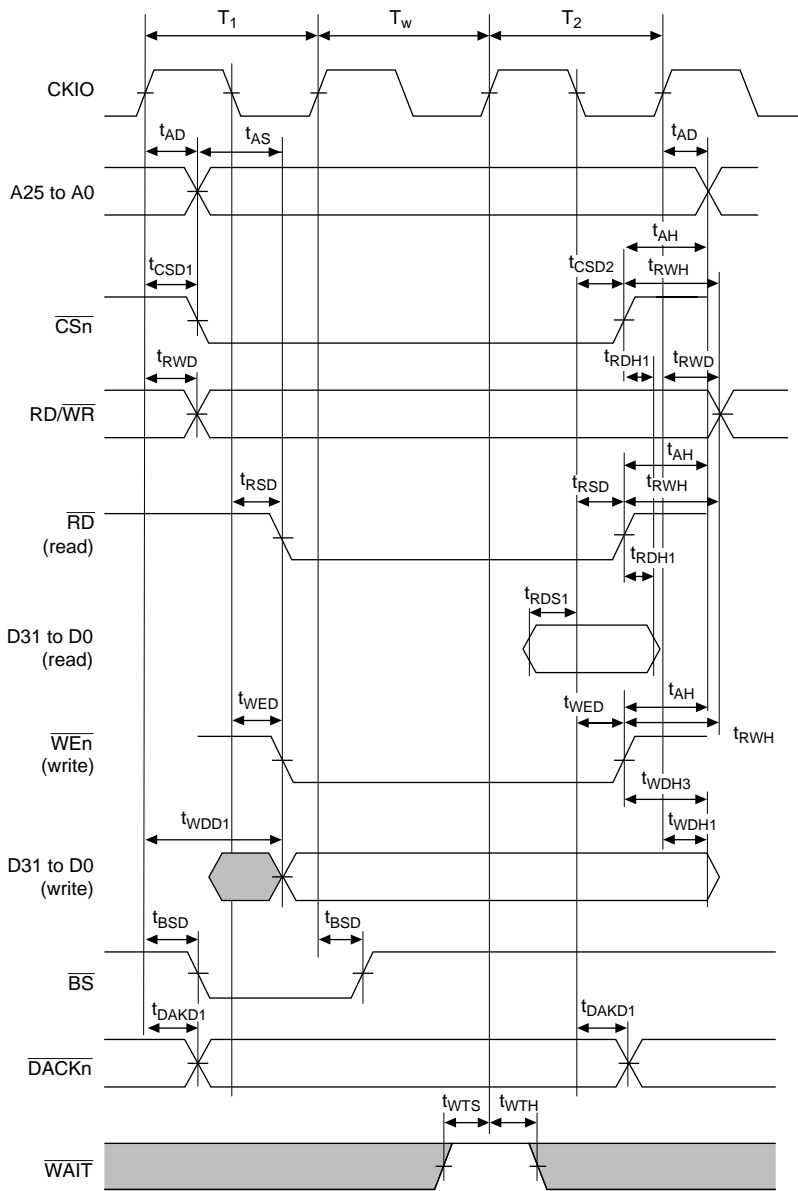 T1 Tw T2
CKIO
tAD tAS tAD
A25 to A0
tAH
tCSD1 tCSD2 tRWH
CSn
tRDH1 tRWD
tRWD
RD/WR
tAH
tRSD tRSD tRWH
RD
(read)
tRDH1
tRDS1
D31 to D0
(read)
tWED tWED tAH
tRWH
WEn
(write)
tWDH3
tWDD1 tWDH1
D31 to D0
(write)
tBSD tBSD
BS
tDAKD1 tDAKD1
DACKn
tWTS tWTH
WAIT